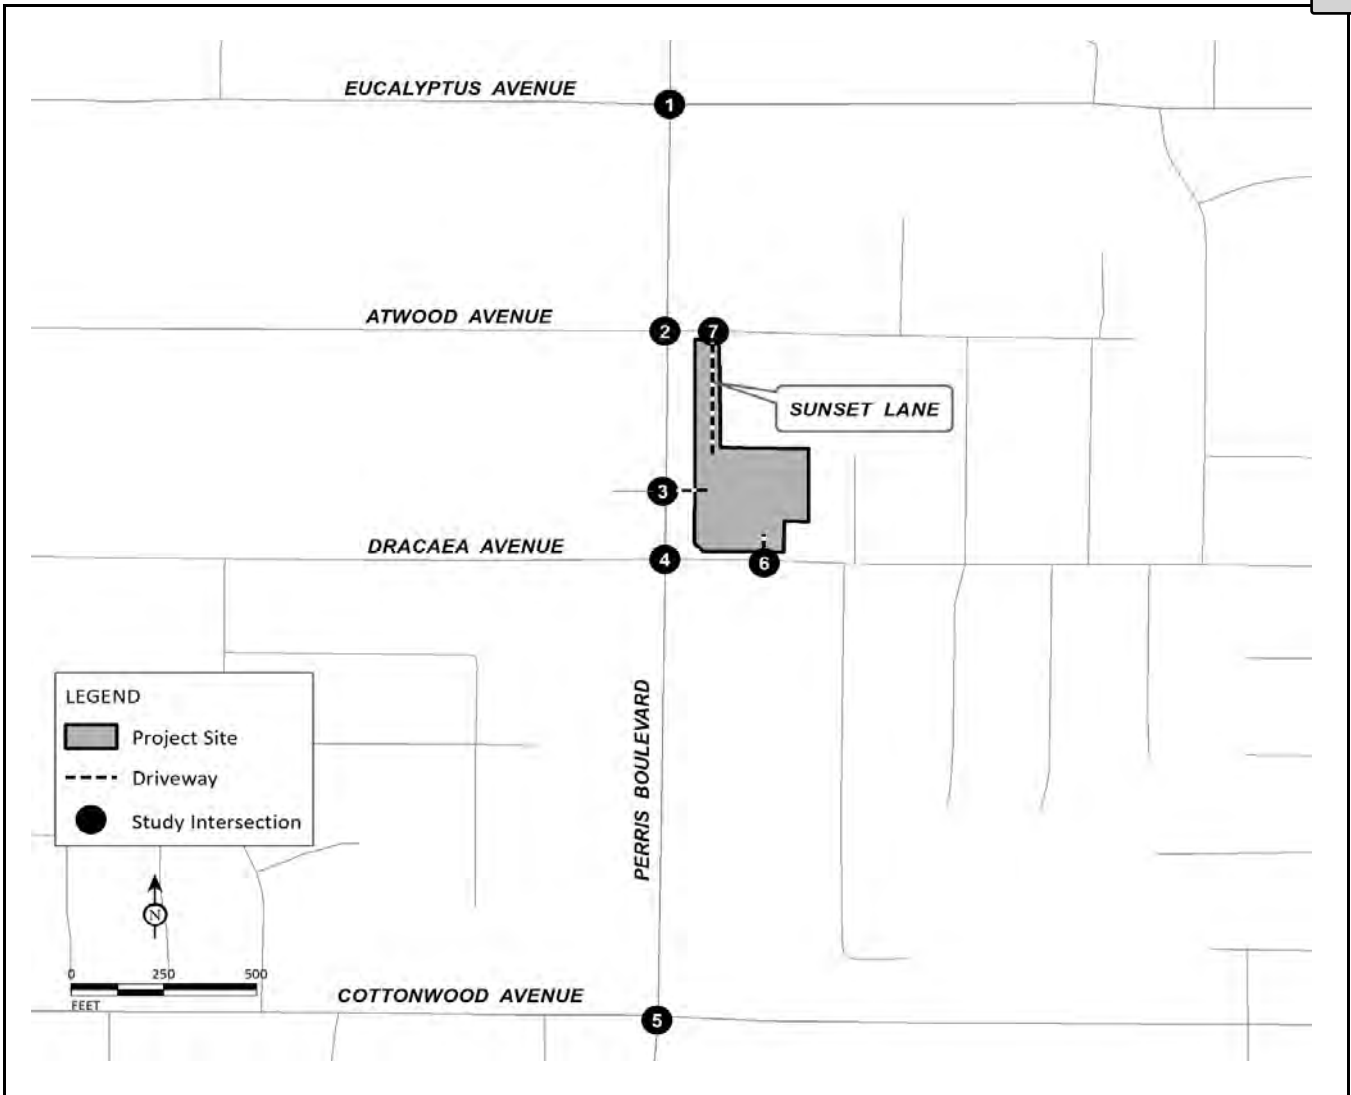 EUCALYPTUS AVENUE
1
ATWOOD AVENUE
2
7
SUNSET LANE
3
DRACAEA AVENUE
4
6
PERRIS BOULEVARD
LEGEND
Project Site
Driveway
Study Intersection
N
0 250 500
FEET
COTTONWOOD AVENUE
5